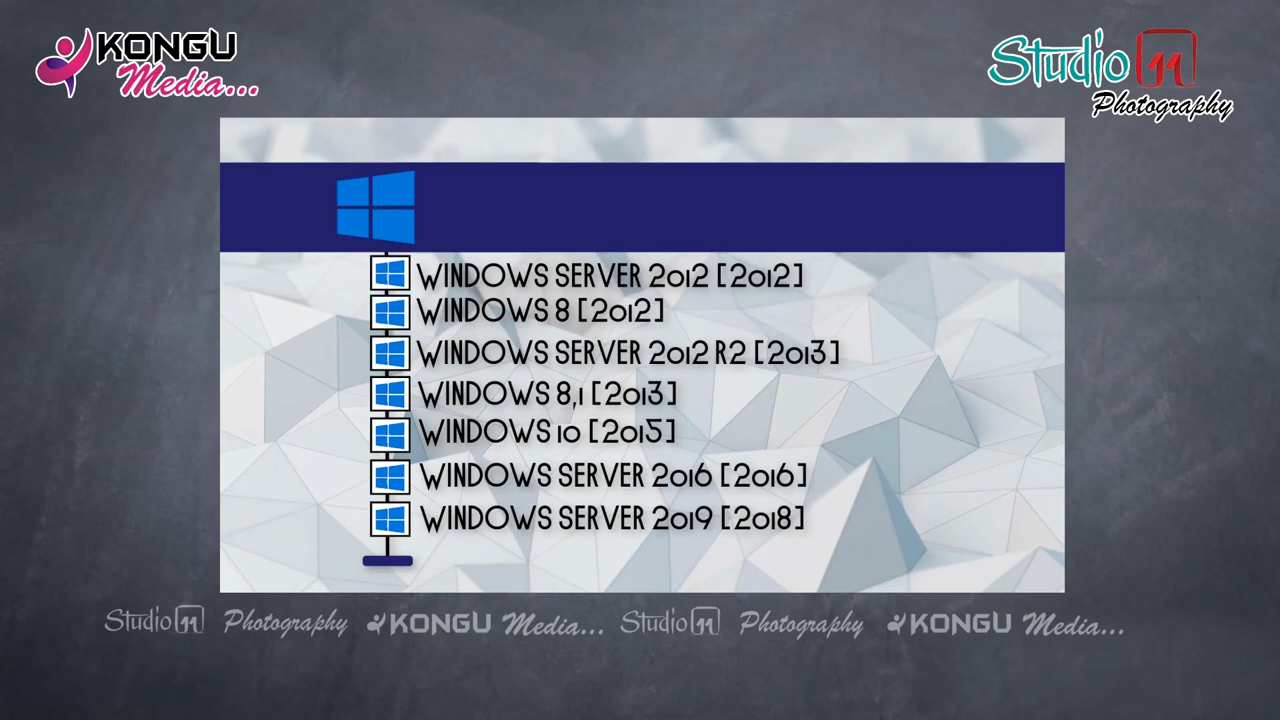 KONGU
Media...
Studio 11
Photography
WINDOWS SERVER 2012 [2012]
WINDOWS 8 [2012]
WINDOWS SERVER 2012 R2 [2013]
WINDOWS 8,1 [2013]
WINDOWS 10 [2015]
WINDOWS SERVER 2016 [2016]
WINDOWS SERVER 2019 [2018]
Studio 11 Photography KONGU Media... Studio 11 Photography KONGU Media...